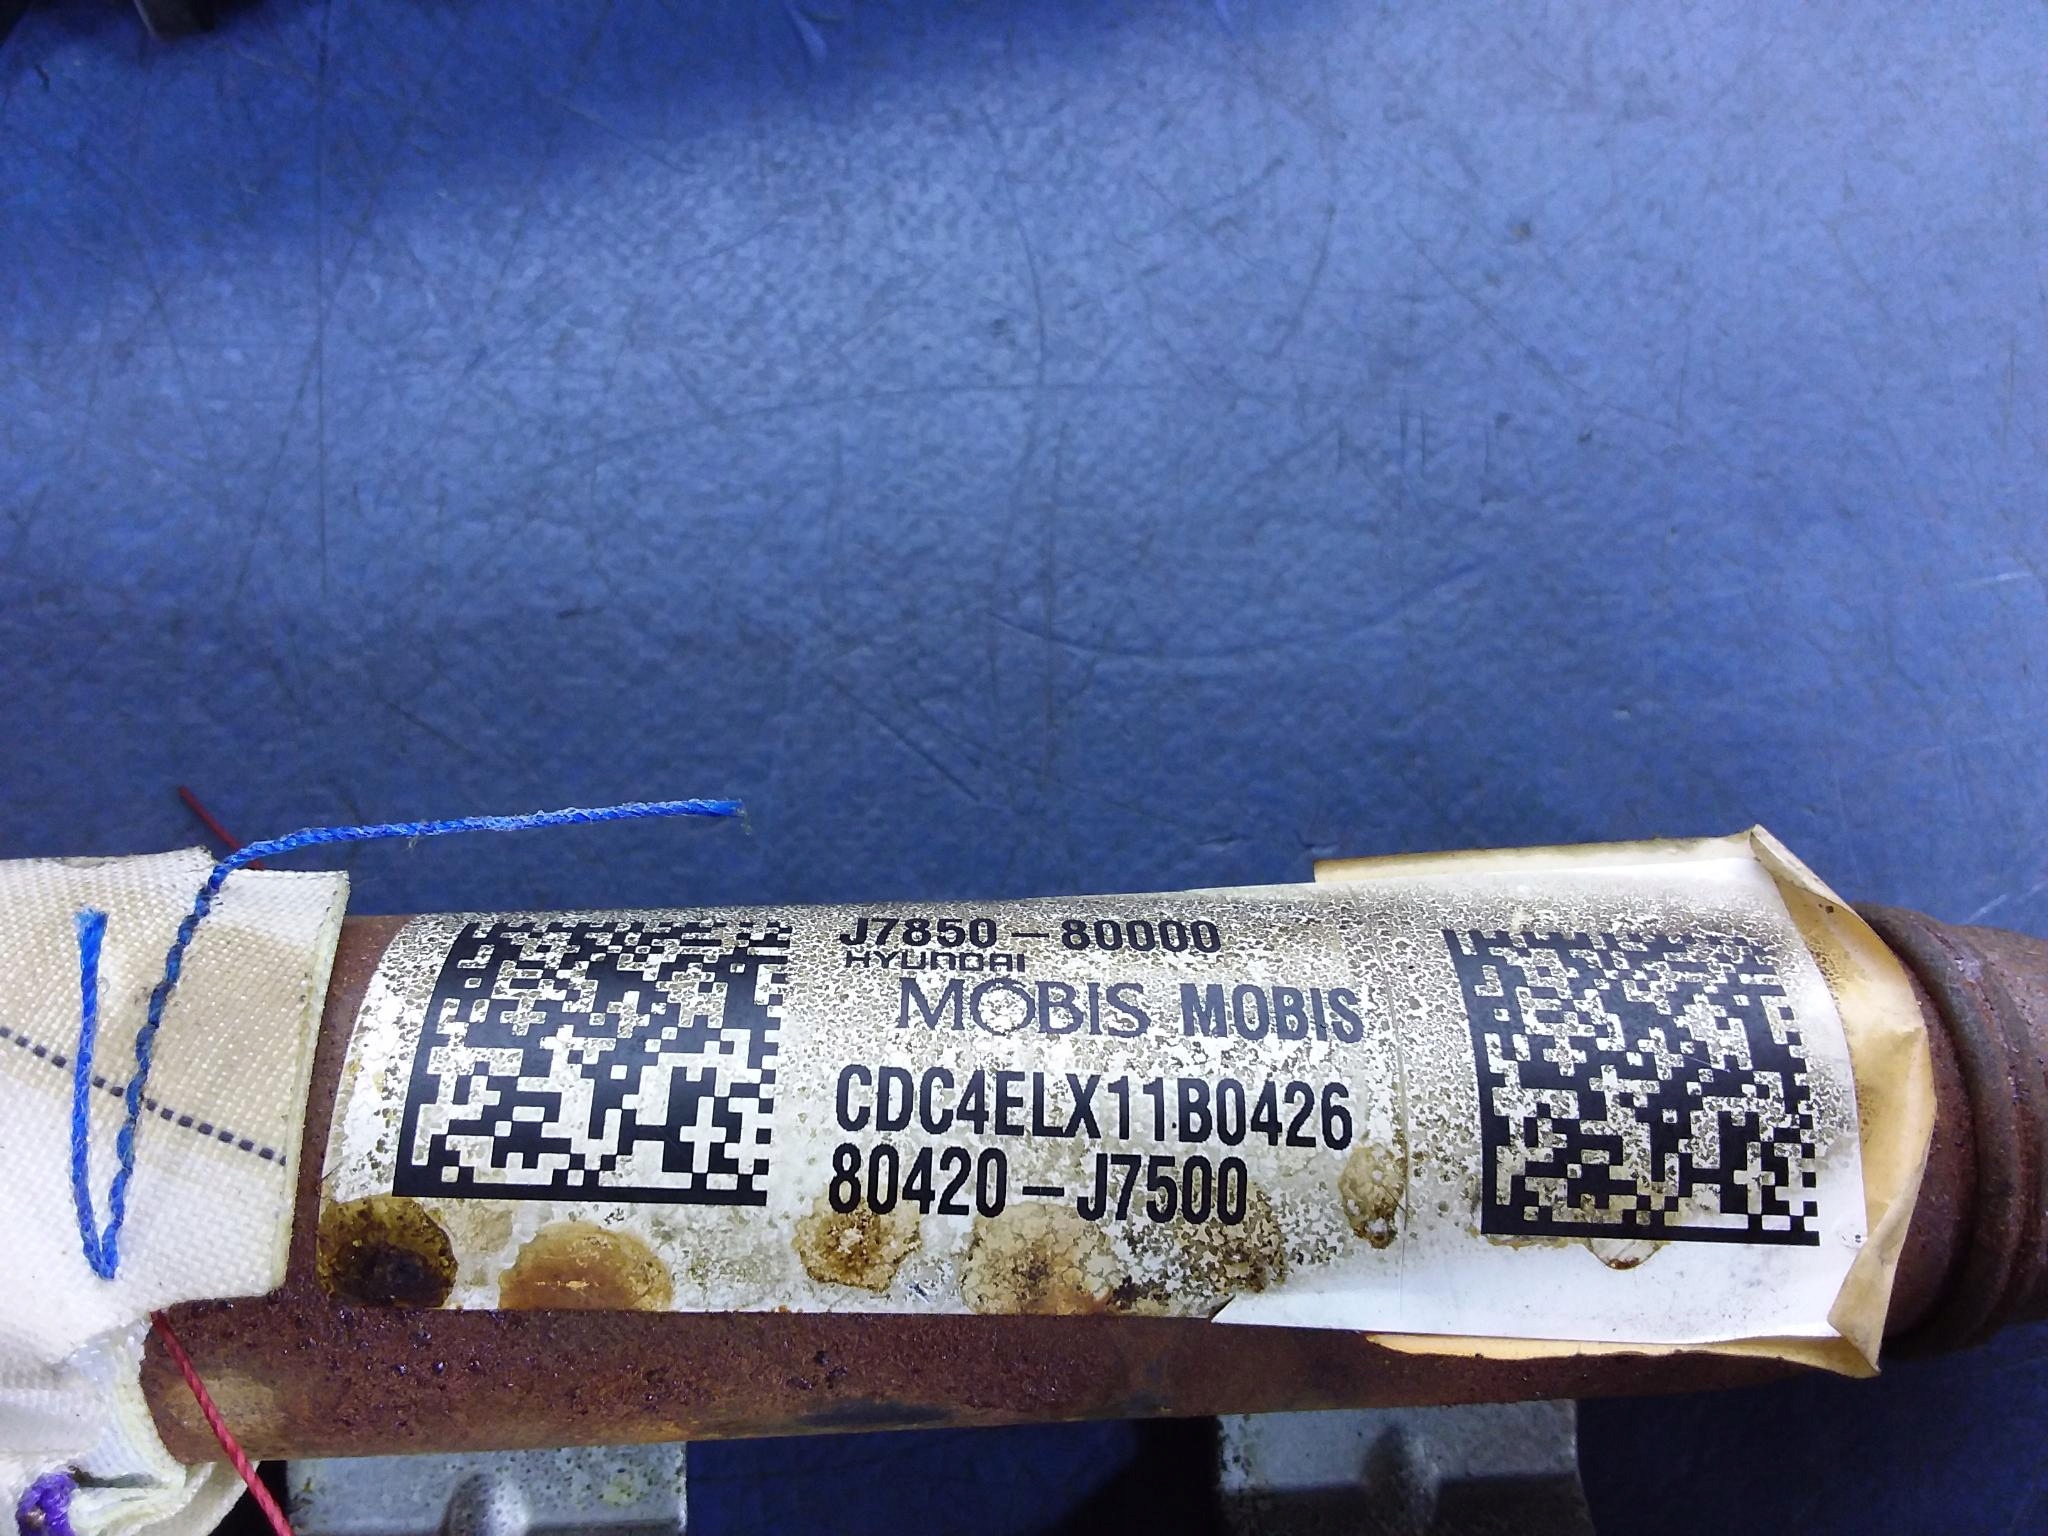 J7850-80000
HYUNDAI
MOBIS MOBIS
CDC4ELX11B0426
80420-J7500